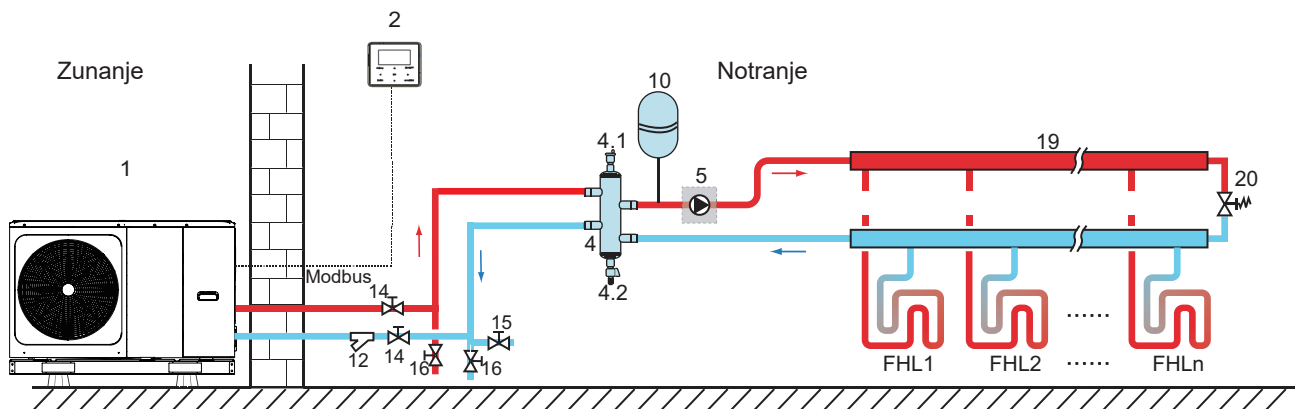 2
Zunanje
Notranje
10
1
4.1
19
5
20
4
Modbus
4.2
14
15
12
14
16
16
FHL1
FHL2
......
......
FHLn